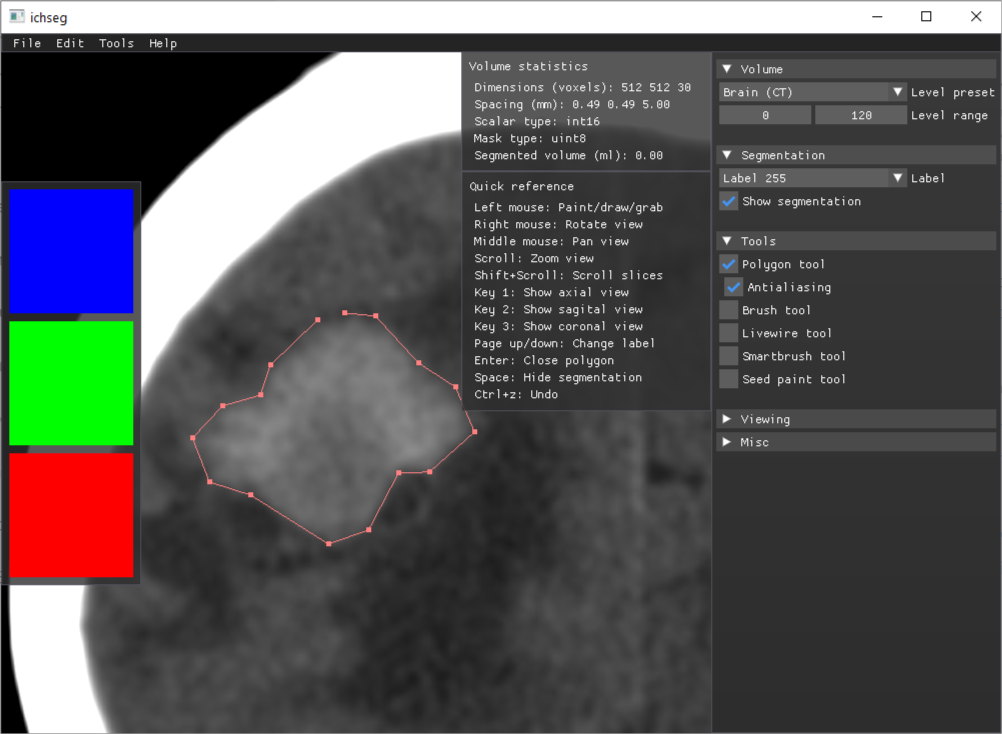 ichseg
File Edit Tools Help
Volume statistics
Dimensions (voxels): 512 512 30
Spacing (mm): 0.49 0.49 5.00
Scalar type: int16
Mask type: uint8
Segmented volume (ml): 0.00
Quick reference
Left mouse: Paint/draw/grab
Right mouse: Rotate view
Middle mouse: Pan view
Scroll: Zoom view
Shift+Scroll: Scroll slices
Key 1: Show axial view
Key 2: Show sagital view
Key 3: Show coronal view
Page up/down: Change label
Enter: Close polygon
Space: Hide segmentation
Ctrl+z: Undo
Volume
Brain (CT) Level preset
0 120 Level range
Segmentation
Label 255 Label
Show segmentation
Tools
Polygon tool
Antialiasing
Brush tool
Livewire tool
Smartbrush tool
Seed paint tool
Viewing
Misc